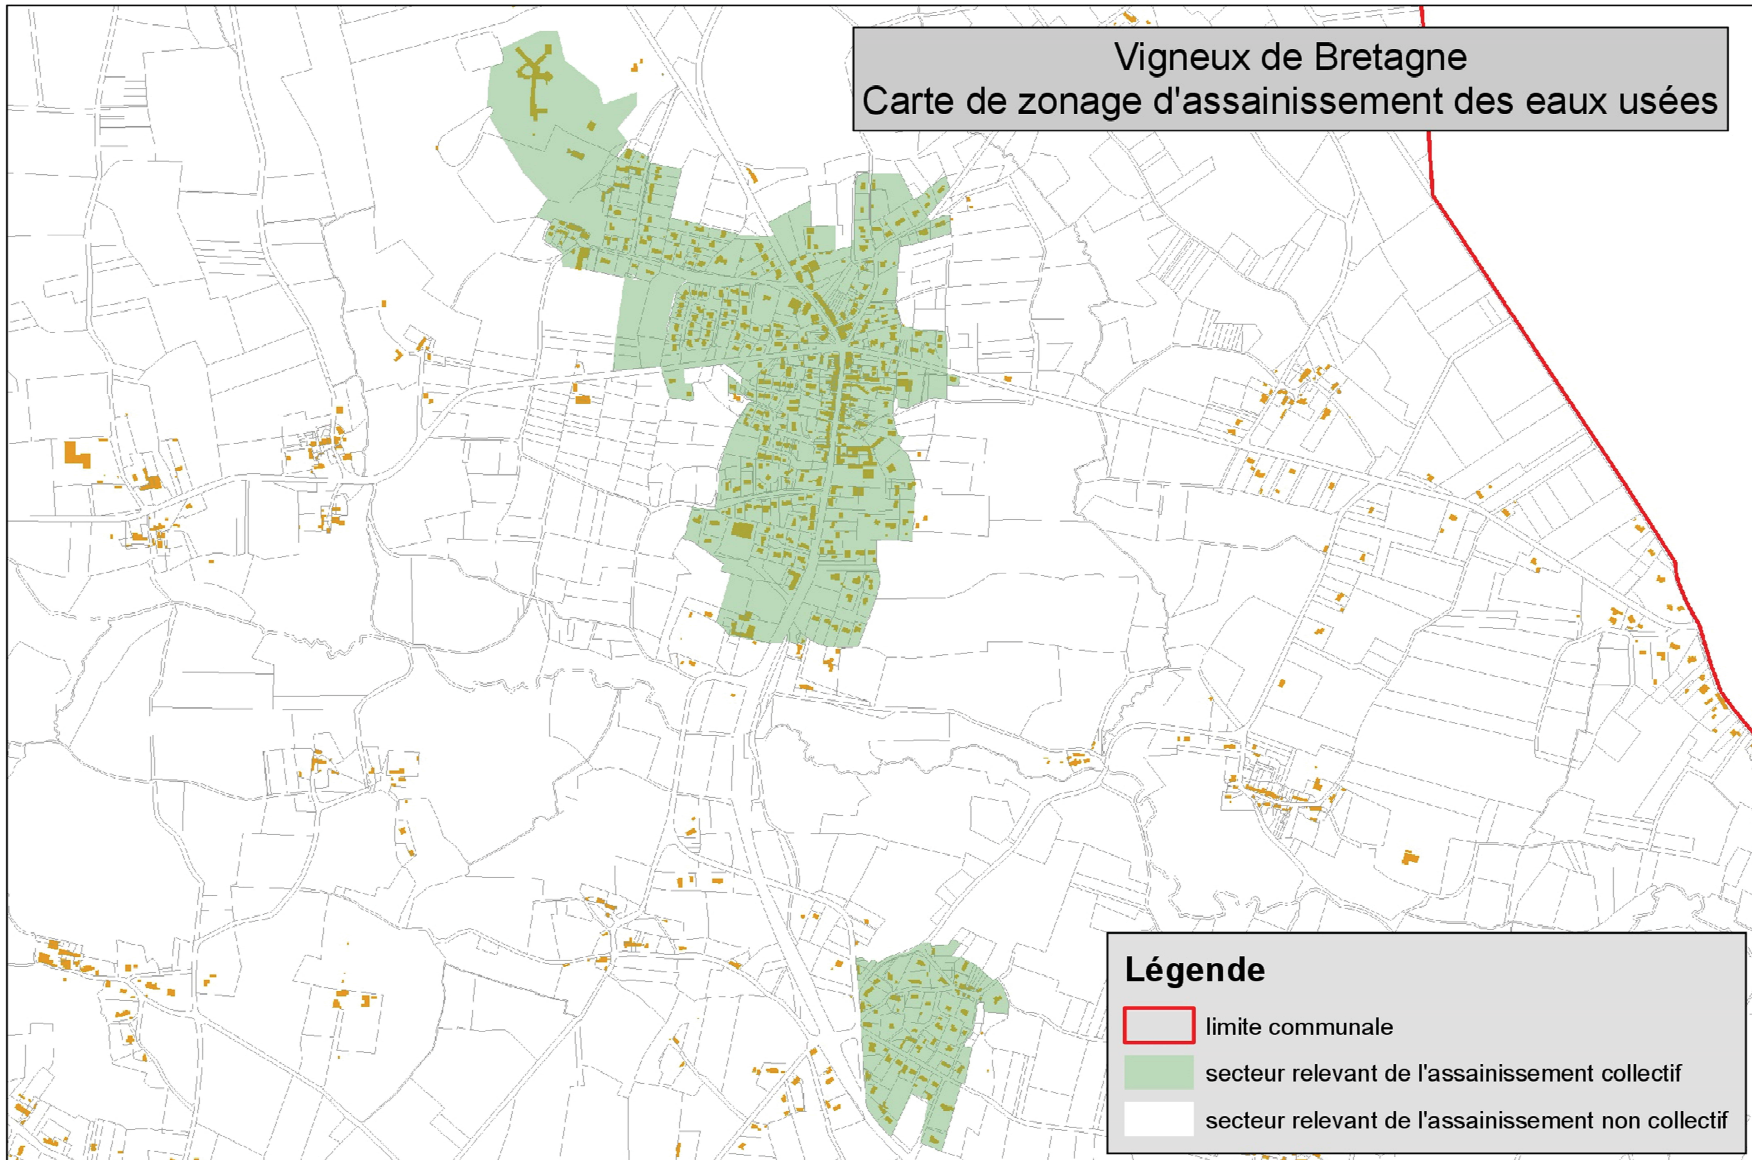 Vigneux de Bretagne
Carte de zonage d'assainissement des eaux usées
Légende
limite communale
secteur relevant de l'assainissement collectif
secteur relevant de l'assainissement non collectif